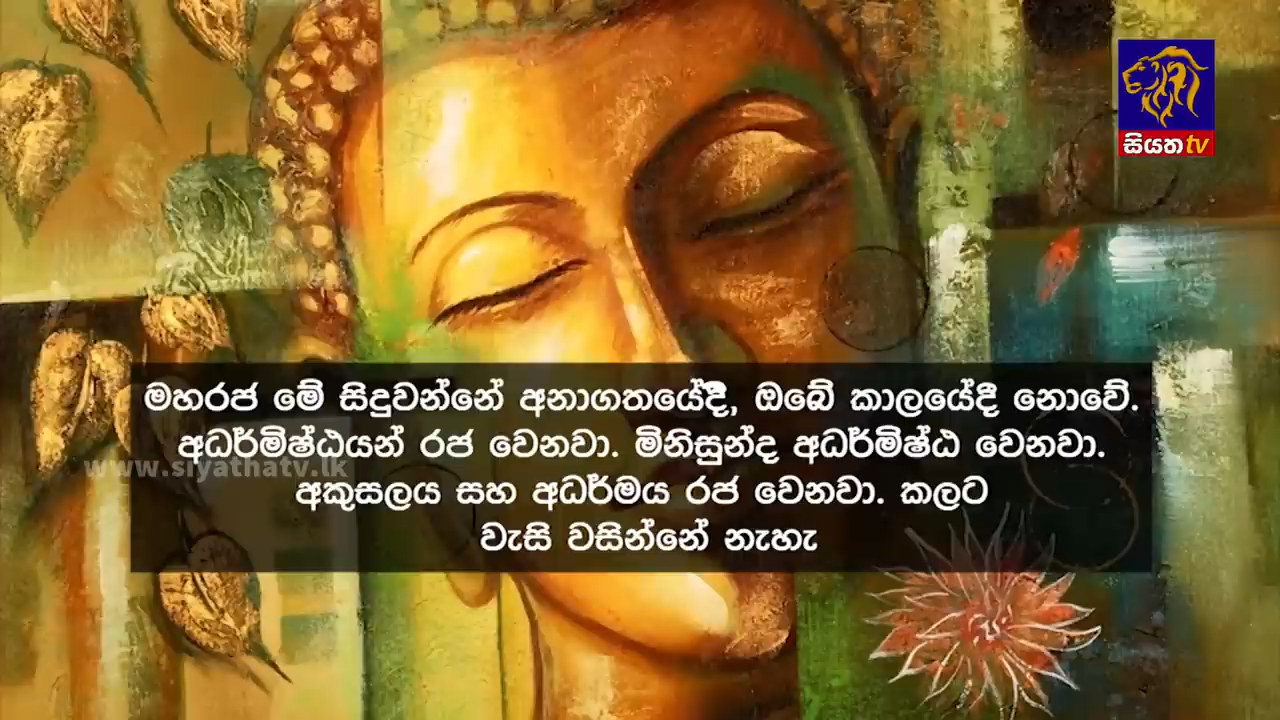 සියත tv
මහරජ මේ සිදුවන්නේ අනාගතයේදී, ඔබේ කාලයේදී නොවේ.
අධර්මිෂ්ඨයන් රජ වෙනවා. මිනිසුන්ද අධර්මිෂ්ඨ වෙනවා.
www.siyathatv.lk
අකුසලය සහ අධර්මය රජ වෙනවා. කලට
වැසි වසින්නේ නැහැ